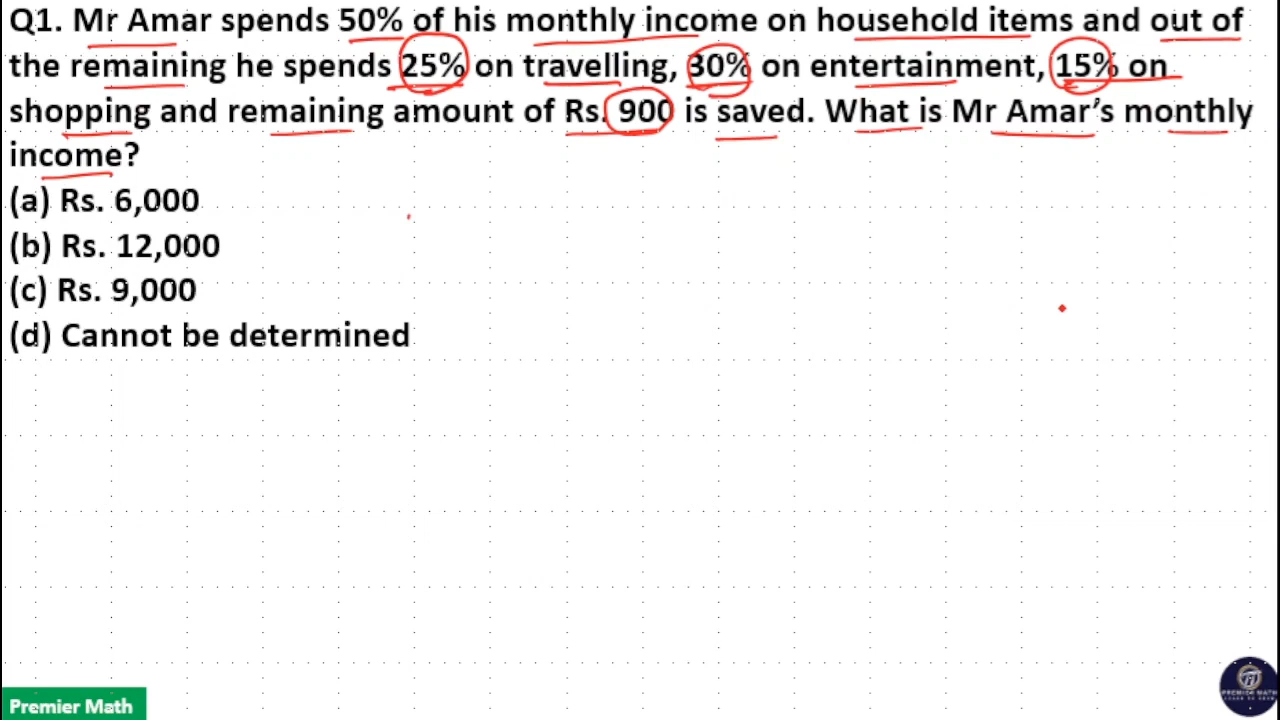 Q1. Mr Amar spends 50% of his monthly income on household items and out of
the remaining he spends 25% on travelling, 30% on entertainment, 15% on
shopping and remaining amount of Rs. 900 is saved. What is Mr Amar’s monthly
income?
(a) Rs. 6,000
(b) Rs. 12,000
(c) Rs. 9,000
(d) Cannot be determined
Premier Math
PREMIER MATH